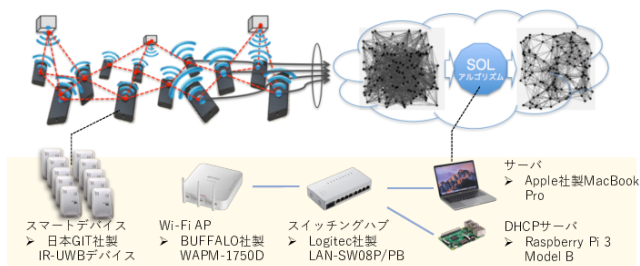 SOL
アルゴリズム
スマートデバイス
➢ 日本GIT社製
IR-UWBデバイス
Wi-Fi AP
➢ BUFFALO社製
WAPM-1750D
スイッチングハブ
➢ Logitec社製
LAN-SW08P/PB
サーバ
➢ Apple社製MacBook
Pro
DHCPサーバ
➢ Raspberry Pi 3
Model B